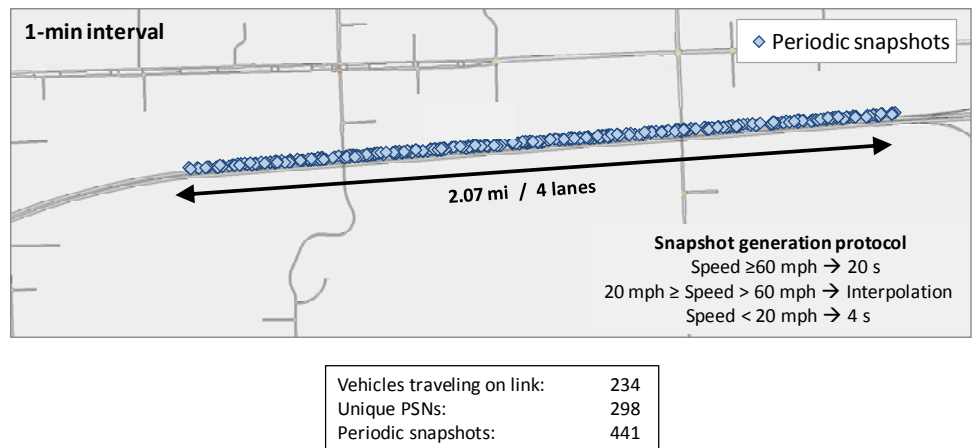 1-min interval
Periodic snapshots
2.07 mi / 4 lanes
Snapshot generation protocol
Speed ≥60 mph → 20 s
20 mph ≥ Speed > 60 mph → Interpolation
Speed < 20 mph → 4 s
Vehicles traveling on link: 234
Unique PSNs: 298
Periodic snapshots: 441